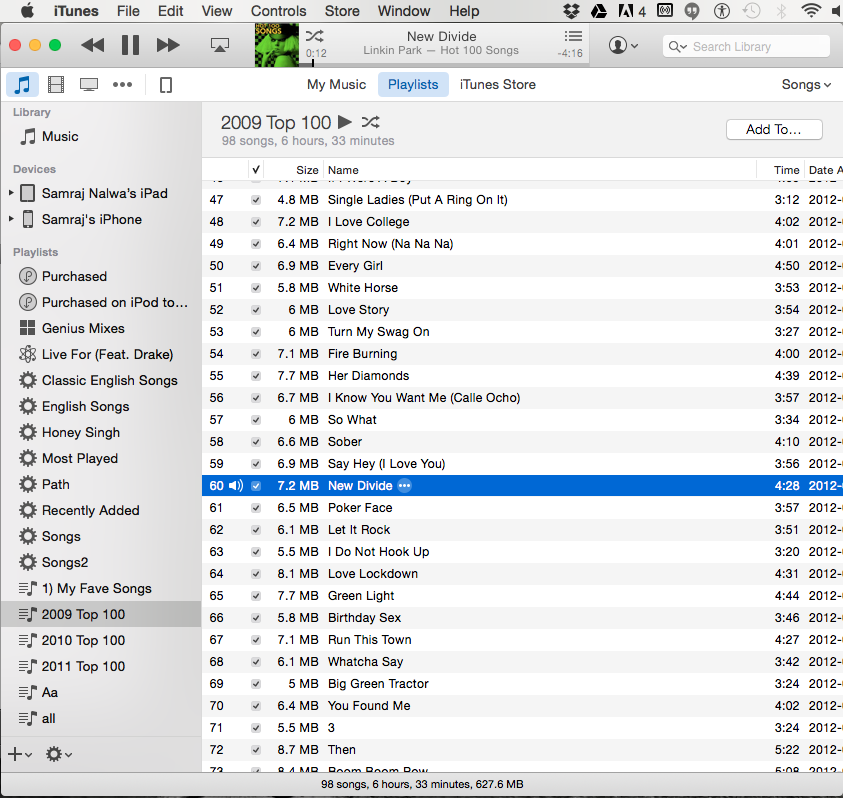 iTunes File Edit View Controls Store Window Help 4
HOT 100 SONGS
0:12
New Divide
Linkin Park — Hot 100 Songs
-4:16
Search Library
My Music Playlists iTunes Store Songs
Library
Music
Devices
Samraj Nalwa's iPad
Samraj's iPhone
Playlists
Purchased
Purchased on iPod to...
Genius Mixes
Live For (Feat. Drake)
Classic English Songs
English Songs
Honey Singh
Most Played
Path
Recently Added
Songs
Songs2
1) My Fave Songs
2009 Top 100
2010 Top 100
2011 Top 100
Aa
all
2009 Top 100
98 songs, 6 hours, 33 minutes
Add To...
✓ Size Name Time Date A
47 4.8 MB Single Ladies (Put A Ring On It) 3:12 2012-
48 7.2 MB I Love College 4:02 2012-
49 6.4 MB Right Now (Na Na Na) 4:01 2012-
50 6.9 MB Every Girl 4:50 2012-
51 5.8 MB White Horse 3:53 2012-
52 6 MB Love Story 3:54 2012-
53 6 MB Turn My Swag On 3:27 2012-
54 7.1 MB Fire Burning 4:00 2012-
55 7.7 MB Her Diamonds 4:39 2012-
56 6.7 MB I Know You Want Me (Calle Ocho) 3:57 2012-
57 6 MB So What 3:34 2012-
58 6.6 MB Sober 4:10 2012-
59 6.9 MB Say Hey (I Love You) 3:56 2012-
60 7.2 MB New Divide 4:28 2012-
61 6.5 MB Poker Face 3:57 2012-
62 6.1 MB Let It Rock 3:51 2012-
63 5.5 MB I Do Not Hook Up 3:20 2012-
64 8.1 MB Love Lockdown 4:31 2012-
65 7.7 MB Green Light 4:44 2012-
66 5.8 MB Birthday Sex 3:46 2012-
67 7.1 MB Run This Town 4:27 2012-
68 6.1 MB Whatcha Say 3:42 2012-
69 5 MB Big Green Tractor 3:24 2012-
70 6.4 MB You Found Me 4:02 2012-
71 5.5 MB 3 3:24 2012-
72 8.7 MB Then 5:22 2012-
73 8.4 MB Boom Boom Pow 5:08 2012-
98 songs, 6 hours, 33 minutes, 627.6 MB